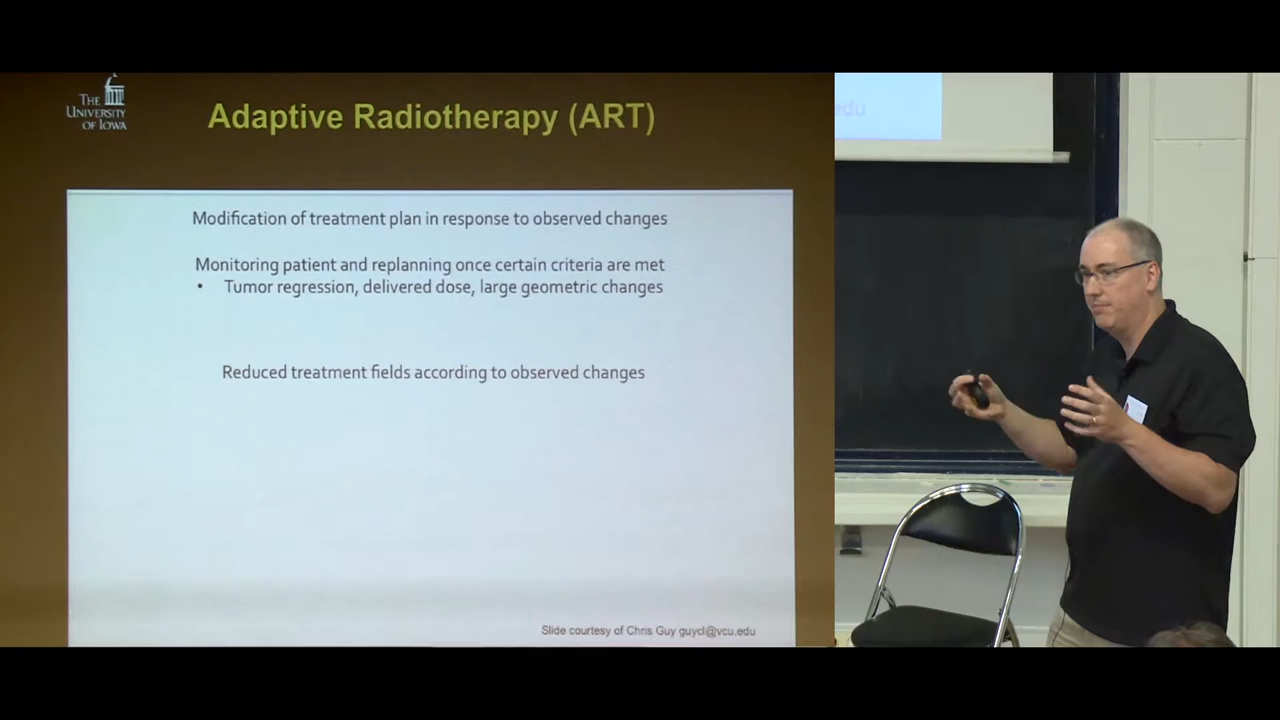 THE
UNIVERSITY
OF IOWA
Adaptive Radiotherapy (ART)
Modification of treatment plan in response to observed changes
Monitoring patient and replanning once certain criteria are met
• Tumor regression, delivered dose, large geometric changes
Reduced treatment fields according to observed changes
Slide courtesy of Chris Guy guycl@vcu.edu
edu